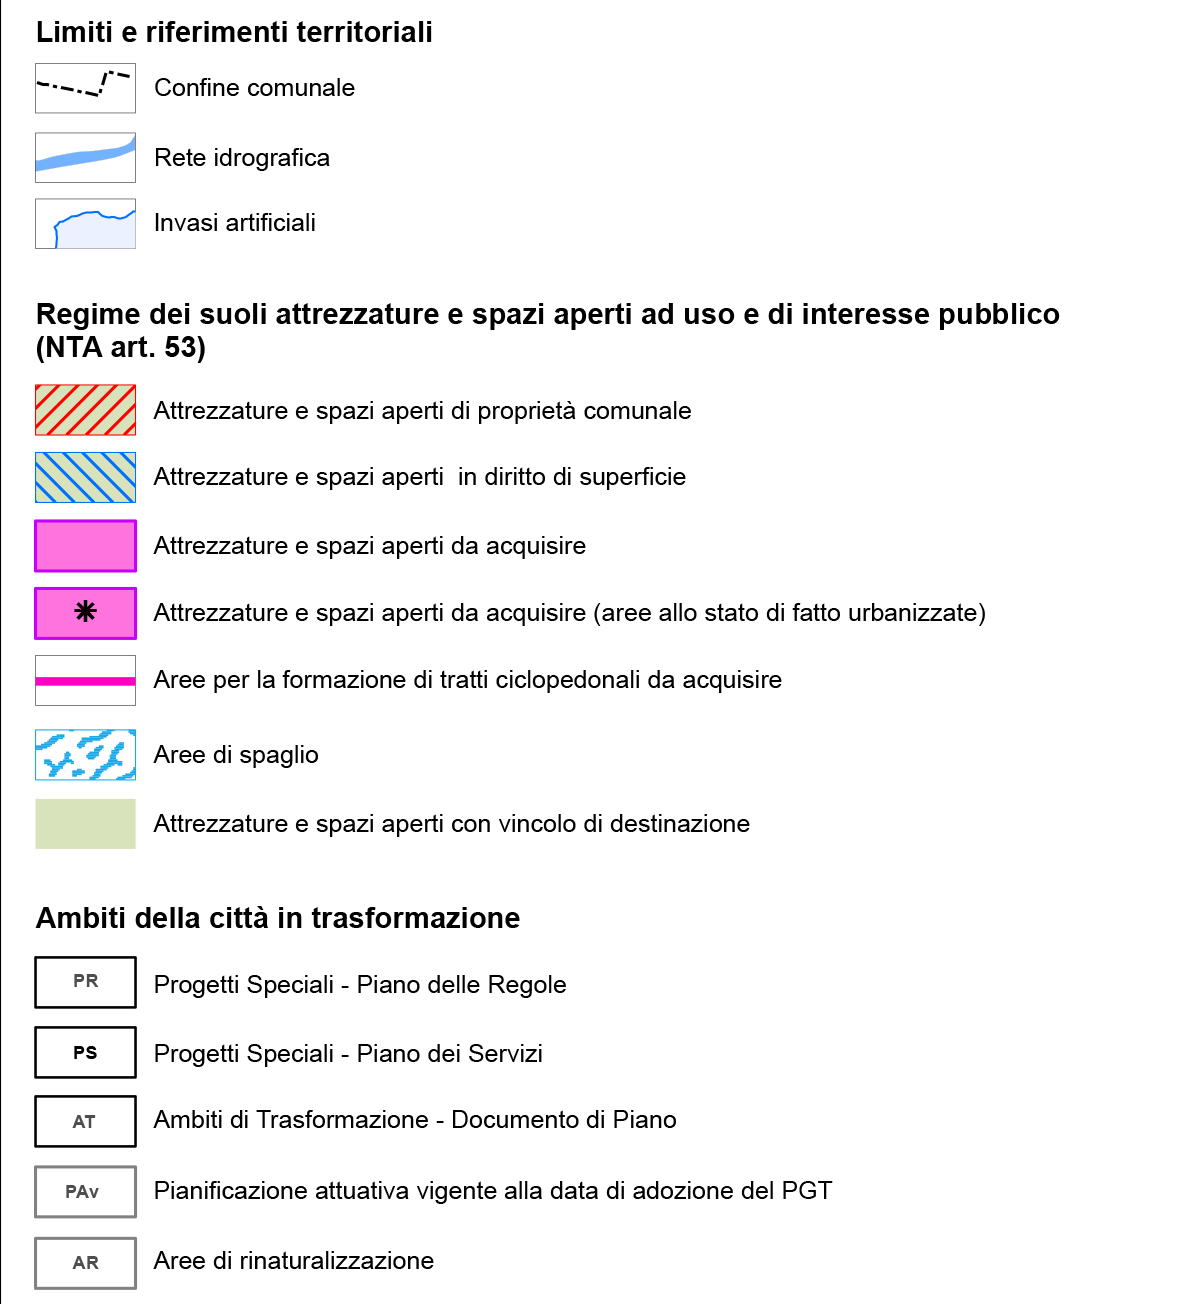 Limiti e riferimenti territoriali
Confine comunale
Rete idrografica
Invasi artificiali
Regime dei suoli attrezzature e spazi aperti ad uso e di interesse pubblico
(NTA art. 53)
Attrezzature e spazi aperti di proprietà comunale
Attrezzature e spazi aperti  in diritto di superficie
Attrezzature e spazi aperti da acquisire
Attrezzature e spazi aperti da acquisire (aree allo stato di fatto urbanizzate)
Aree per la formazione di tratti ciclopedonali da acquisire
Aree di spaglio
Attrezzature e spazi aperti con vincolo di destinazione
Ambiti della città in trasformazione
PR Progetti Speciali - Piano delle Regole
PS Progetti Speciali - Piano dei Servizi
AT Ambiti di Trasformazione - Documento di Piano
PAv Pianificazione attuativa vigente alla data di adozione del PGT
AR Aree di rinaturalizzazione